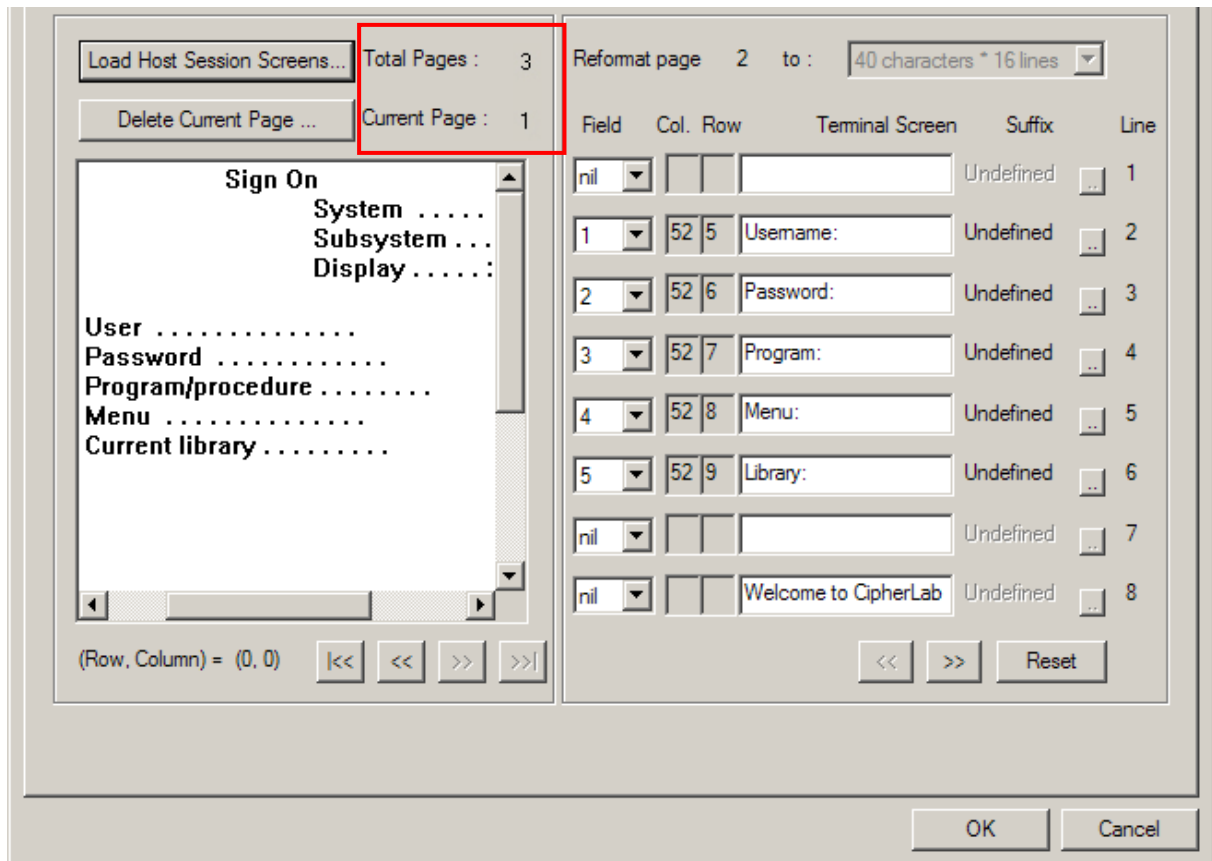 Load Host Session Screens... Total Pages : 3
Delete Current Page ... Current Page : 1
Sign On
System . . . . .
Subsystem . . .
Display . . . . . :
User . . . . . . . . . . . . . .
Password . . . . . . . . . . . .
Program/procedure . . . . . . . .
Menu . . . . . . . . . . . . . .
Current library . . . . . . . . .
(Row, Column) = (0, 0) |<< << >> >>|
Reformat page 2 to : 40 characters * 16 lines
Field Col. Row Terminal Screen Suffix Line
nil Undefined .. 1
1 52 5 Username: Undefined .. 2
2 52 6 Password: Undefined .. 3
3 52 7 Program: Undefined .. 4
4 52 8 Menu: Undefined .. 5
5 52 9 Library: Undefined .. 6
nil Undefined .. 7
nil Welcome to CipherLab Undefined .. 8
<< >> Reset
OK Cancel